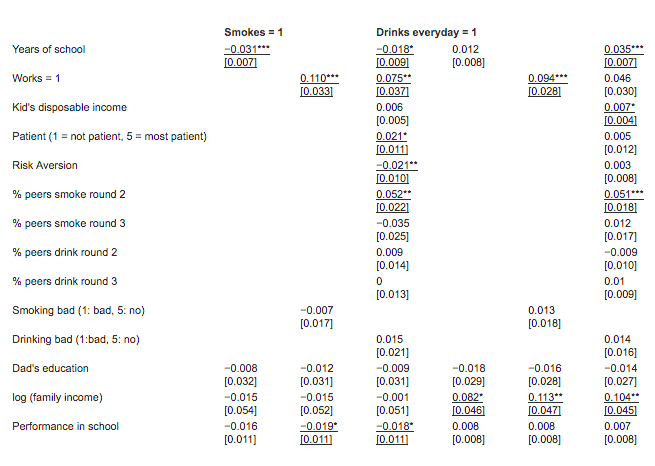 Smokes = 1 Drinks everyday = 1
Years of school −0.031*** −0.018* 0.012 0.035***
[0.007] [0.009] [0.008] [0.007]
Works = 1 0.110*** 0.075** 0.094*** 0.046
[0.033] [0.037] [0.028] [0.030]
Kid's disposable income 0.006 0.007*
[0.005] [0.004]
Patient (1 = not patient, 5 = most patient) 0.021* 0.005
[0.011] [0.012]
Risk Aversion −0.021** 0.003
[0.010] [0.008]
% peers smoke round 2 0.052** 0.051***
[0.022] [0.018]
% peers smoke round 3 −0.035 0.012
[0.025] [0.017]
% peers drink round 2 0.009 −0.009
[0.014] [0.010]
% peers drink round 3 0 0.01
[0.013] [0.009]
Smoking bad (1: bad, 5: no) −0.007 0.013
[0.017] [0.018]
Drinking bad (1:bad, 5: no) 0.015 0.014
[0.021] [0.016]
Dad's education −0.008 −0.012 −0.009 −0.018 −0.016 −0.014
[0.032] [0.031] [0.031] [0.029] [0.028] [0.027]
log (family income) −0.015 −0.015 −0.001 0.082* 0.113** 0.104**
[0.054] [0.052] [0.051] [0.046] [0.047] [0.045]
Performance in school −0.016 −0.019* −0.018* 0.008 0.008 0.007
[0.011] [0.011] [0.011] [0.008] [0.008] [0.008]